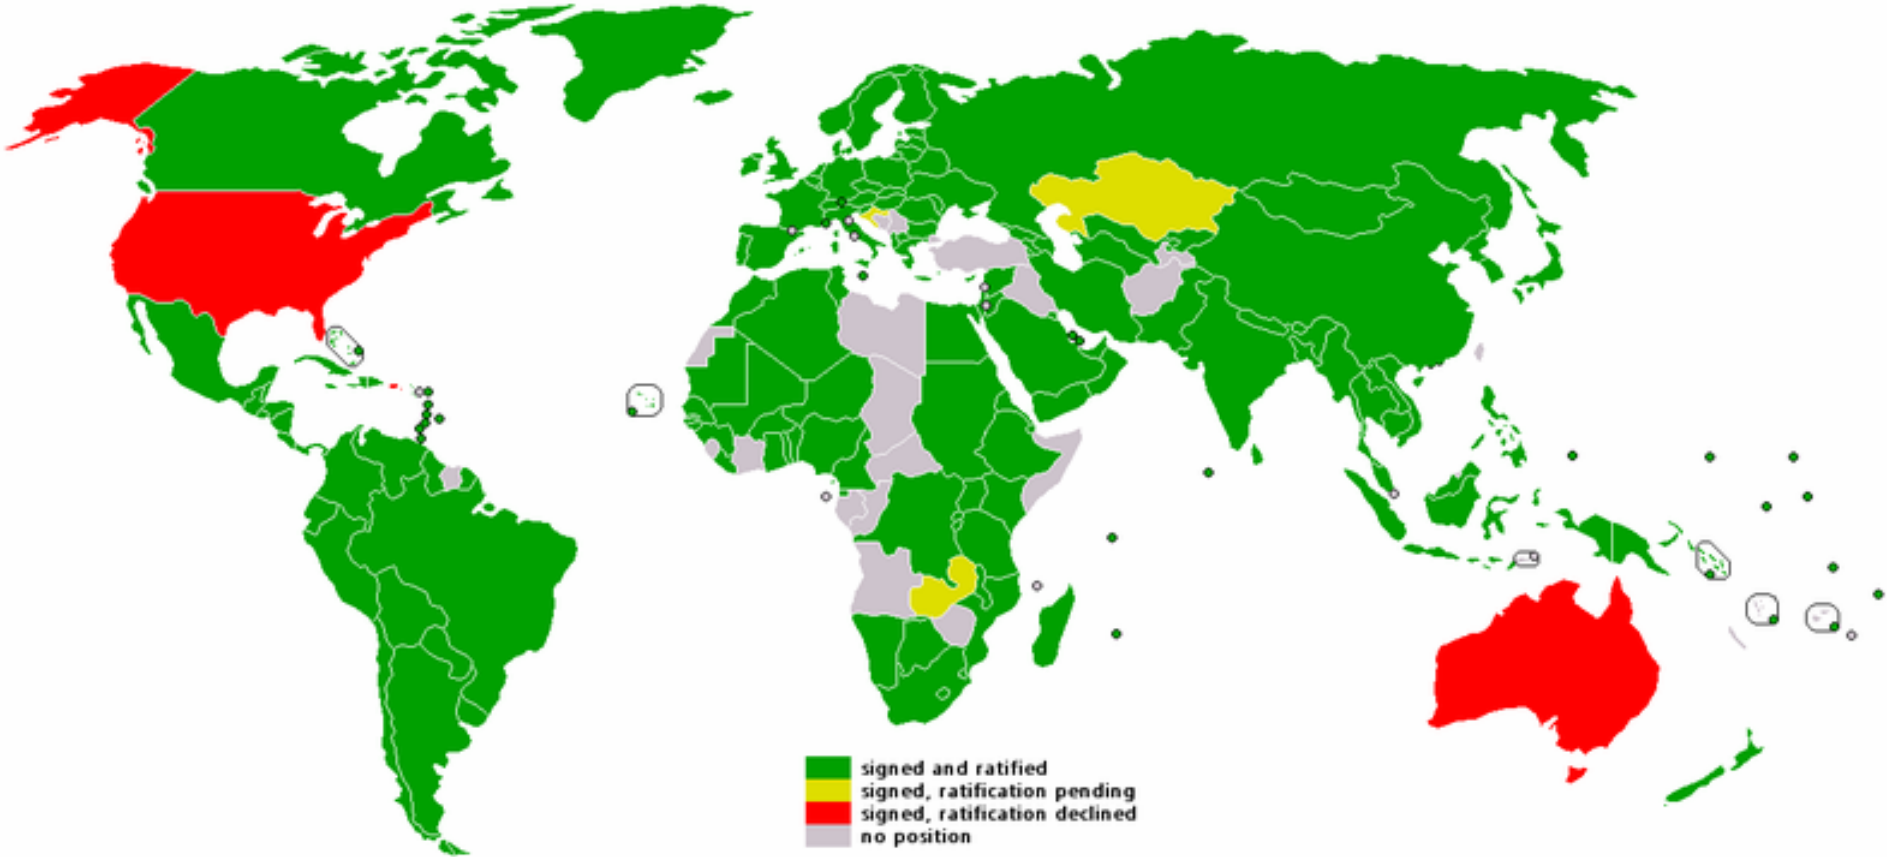 signed and ratified
signed, ratification pending
signed, ratification declined
no position